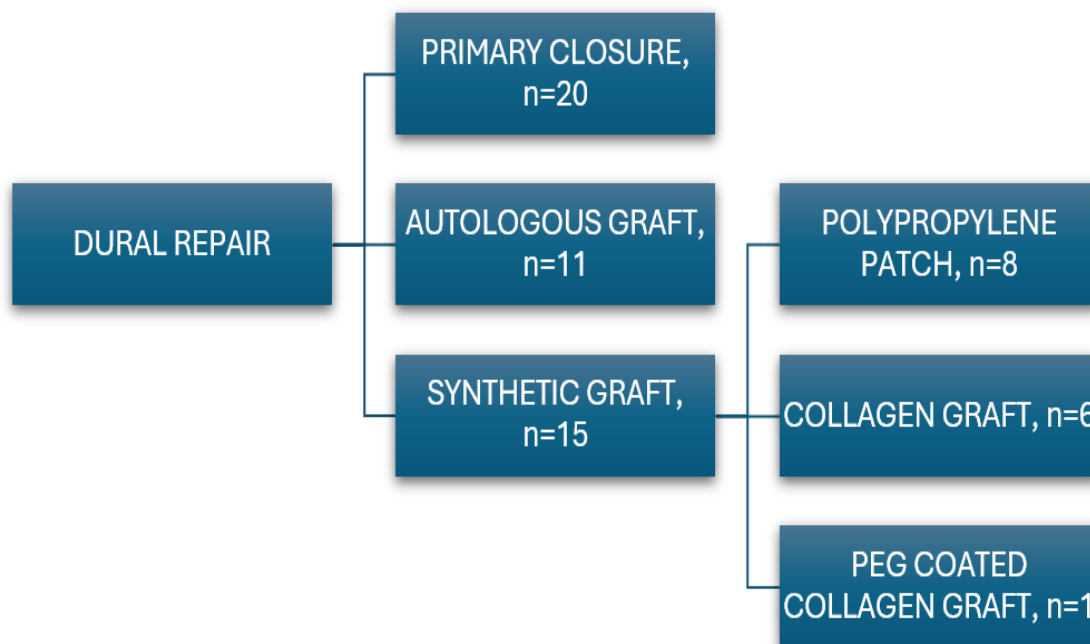 PRIMARY CLOSURE,
n=20
DURAL REPAIR
AUTOLOGOUS GRAFT,
n=11
SYNTHETIC GRAFT,
n=15
POLYPROPYLENE
PATCH, n=8
COLLAGEN GRAFT, n=6
PEG COATED
COLLAGEN GRAFT, n=1